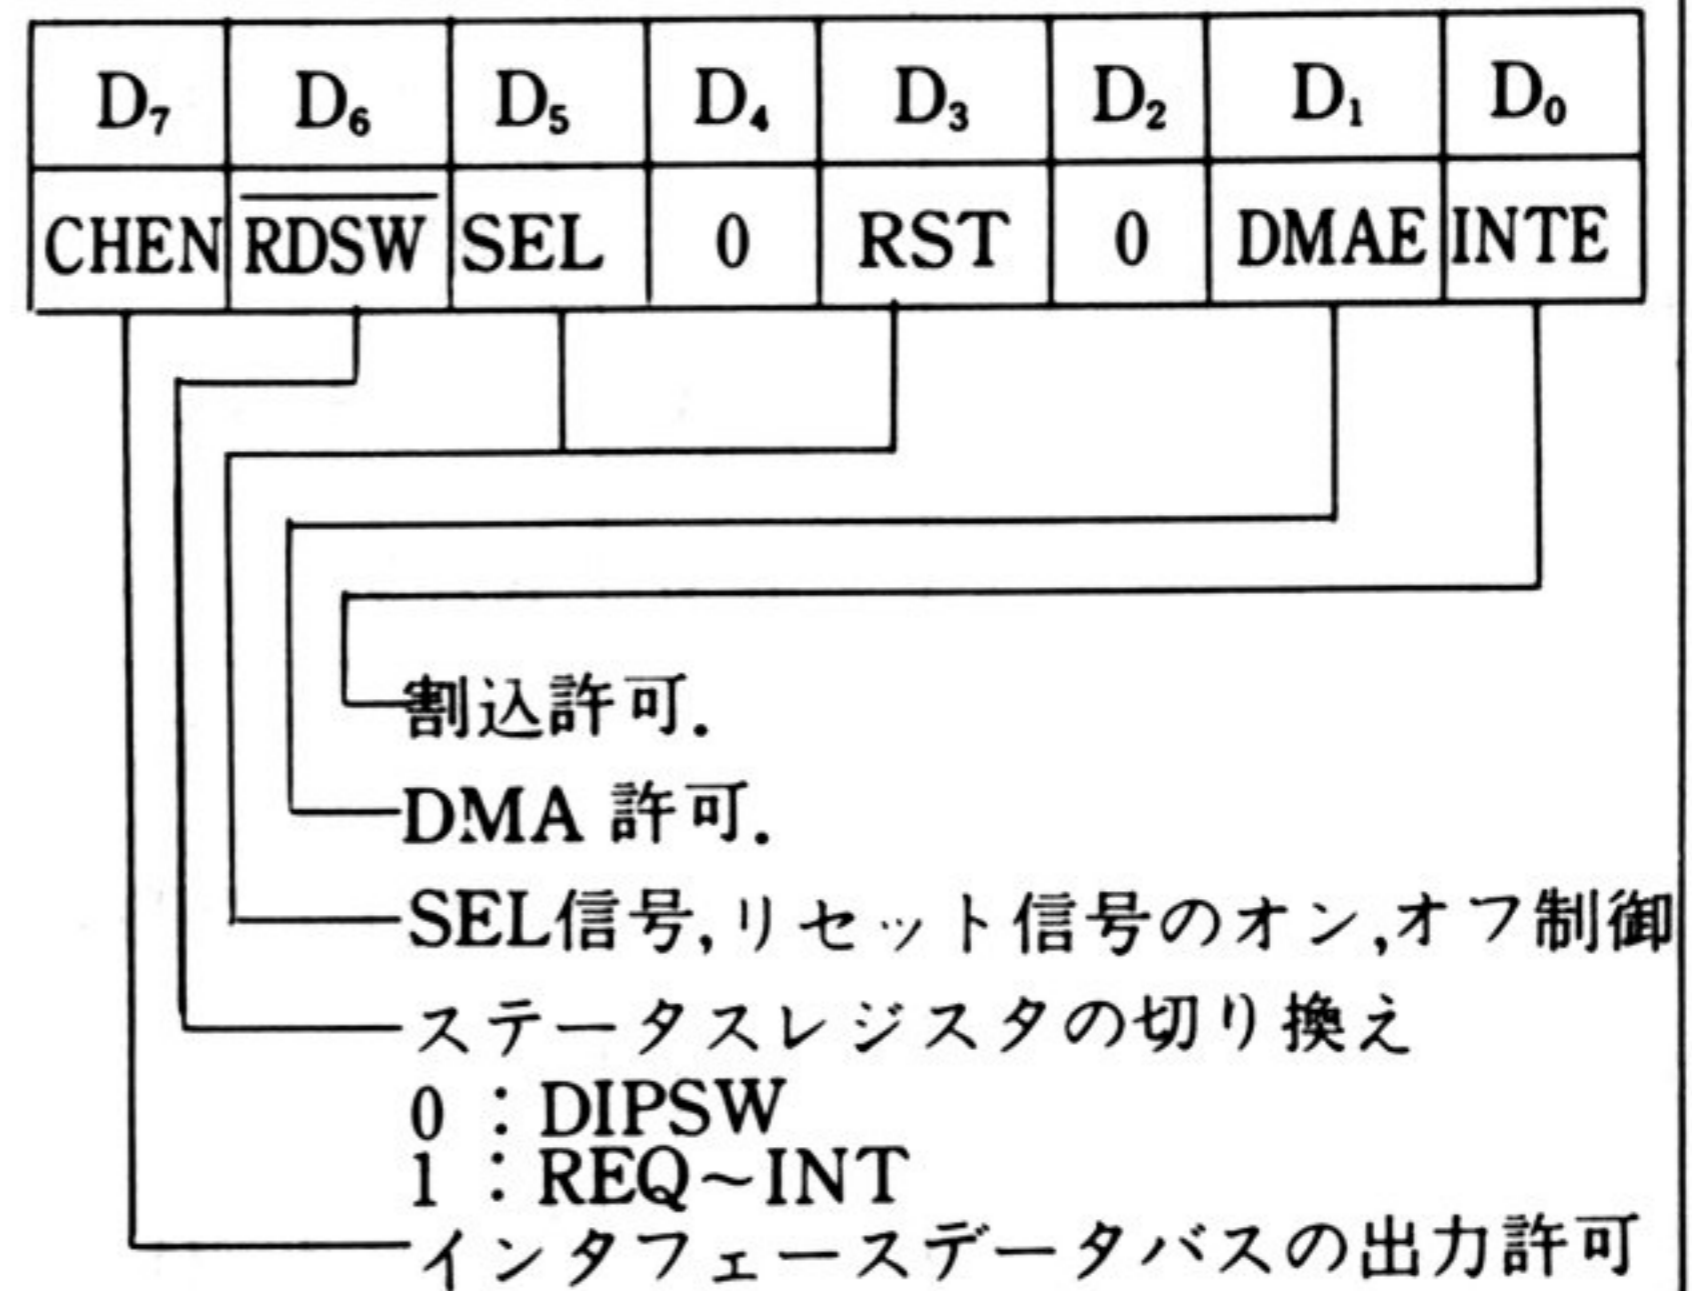 D₇ D₆ D₅ D₄ D₃ D₂ D₁ D₀
CHEN R̅D̅S̅W̅ SEL 0 RST 0 DMAE INTE
割込許可.
DMA 許可.
SEL信号,リセット信号のオン,オフ制御
ステータスレジスタの切り換え
0 : DIPSW
1 : REQ~INT
インタフェースデータバスの出力許可